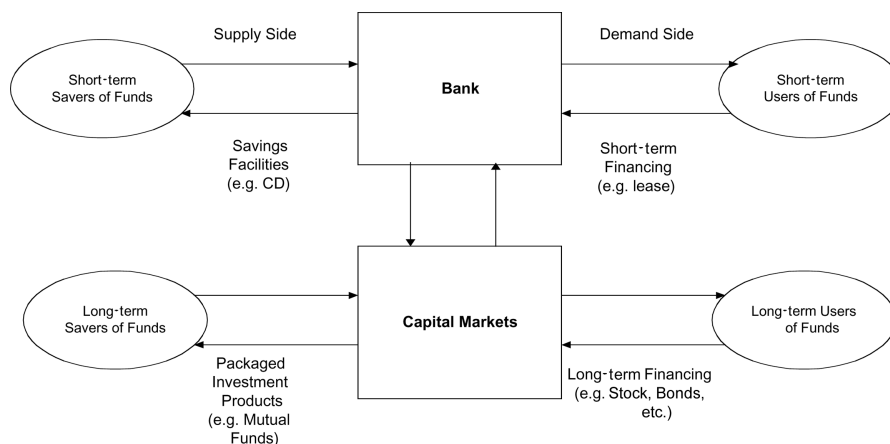 Supply Side
Demand Side
Short-term
Savers of Funds
Bank
Short-term
Users of Funds
Savings
Facilities
(e.g. CD)
Short-term
Financing
(e.g. lease)
Long-term
Savers of Funds
Capital Markets
Long-term Users
of Funds
Packaged
Investment
Products
(e.g. Mutual
Funds)
Long-term Financing
(e.g. Stock, Bonds,
etc.)